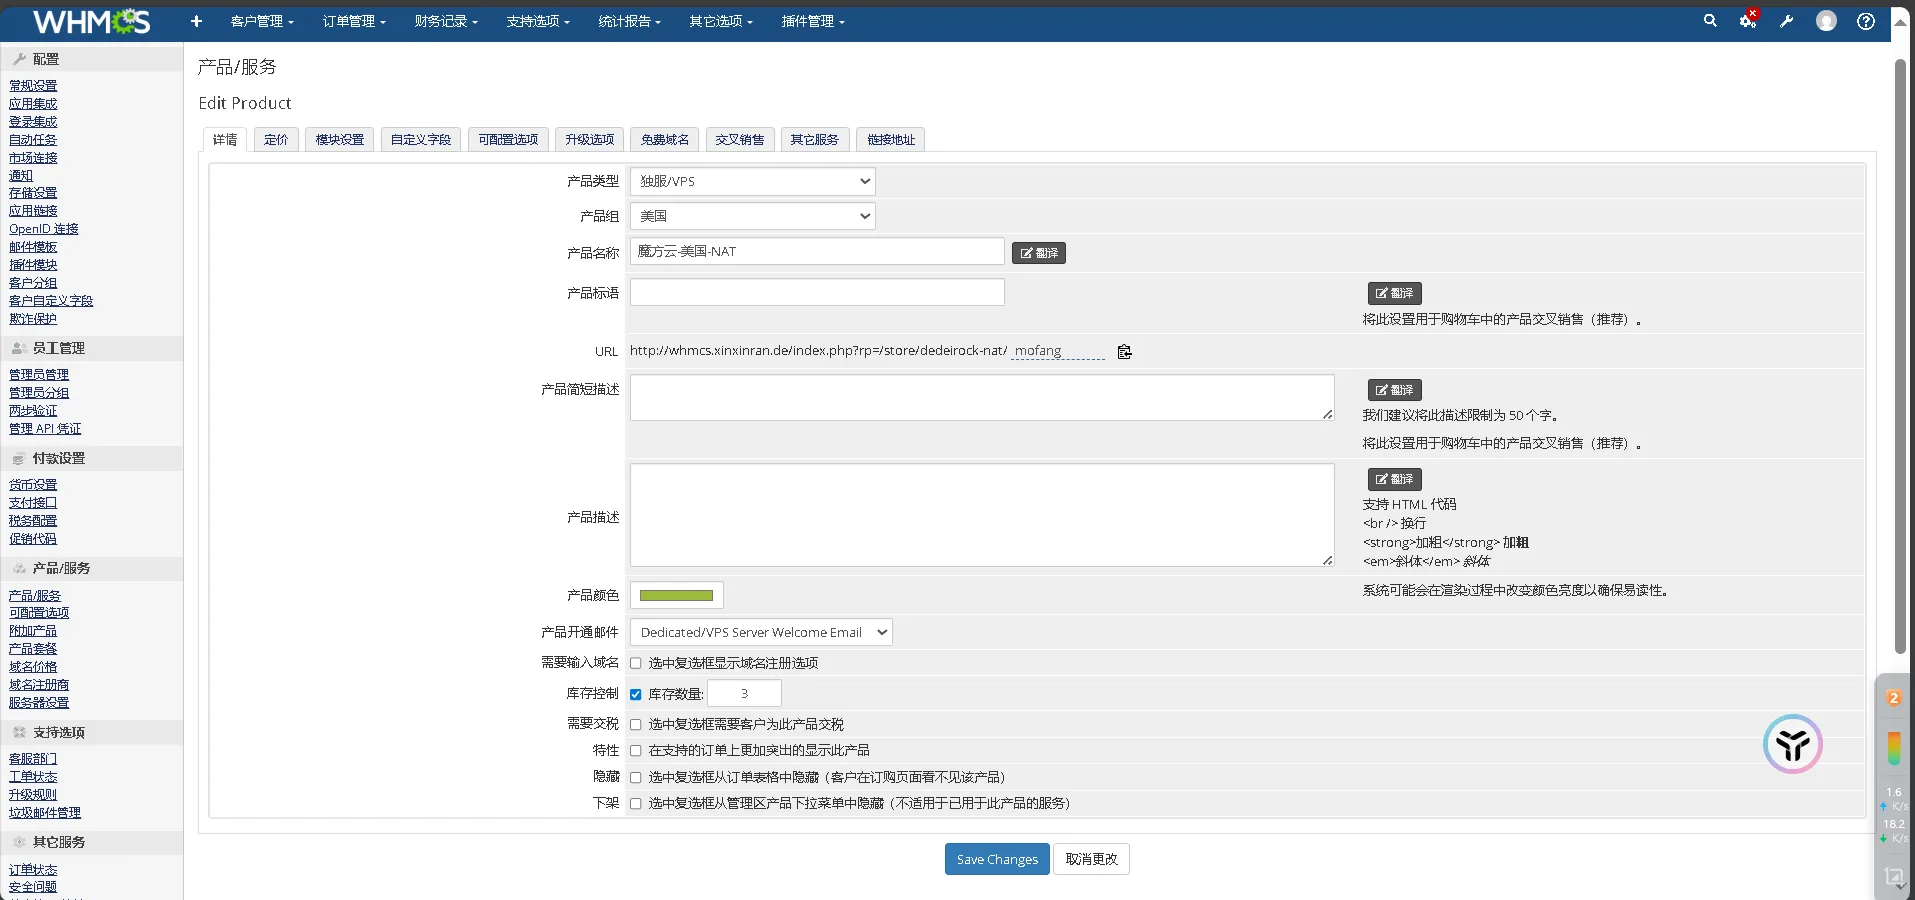 WHMCS
客户管理
订单管理
财务记录
支持选项
统计报告
其它选项
插件管理
配置
常规设置
应用集成
登录集成
自动任务
市场连接
通知
存储设置
应用链接
OpenID 连接
邮件模板
插件模块
客户分组
客户自定义字段
欺诈保护
员工管理
管理员管理
管理员分组
两步验证
管理 API 凭证
付款设置
货币设置
支付接口
税务配置
促销代码
产品/服务
产品/服务
可配置选项
附加产品
产品套餐
域名价格
域名注册商
服务器设置
支持选项
客服部门
工单状态
升级规则
垃圾邮件管理
其它服务
订单状态
安全问题
产品/服务
Edit Product
详情
定价
模块设置
自定义字段
可配置选项
升级选项
免费域名
交叉销售
其它服务
链接地址
产品类型 独服/VPS
产品组 美国
产品名称 魔方云-美国-NAT 翻译
产品标语 翻译
将此设置用于购物车中的产品交叉销售（推荐）。
URL http://whmcs.xinxinran.de/index.php?rp=/store/dedeirock-nat/ mofang
产品简短描述 翻译
我们建议将此描述限制为 50 个字。
将此设置用于购物车中的产品交叉销售（推荐）。
产品描述 翻译
支持 HTML 代码
<br /> 换行
<strong>加粗</strong> 加粗
<em>斜体</em> 斜体
产品颜色 系统可能会在渲染过程中改变颜色亮度以确保易读性。
产品开通邮件 Dedicated/VPS Server Welcome Email
需要输入域名 选中复选框显示域名注册选项
库存控制 库存数量: 3
需要交税 选中复选框需要客户为此产品交税
特性 在支持的订单上更加突出的显示此产品
隐藏 选中复选框从订单表格中隐藏（客户在订购页面看不见该产品）
下架 选中复选框从管理区产品下拉菜单中隐藏（不适用于已用于此产品的服务）
Save Changes 取消更改
2
1.6
K/s
18.2
K/s